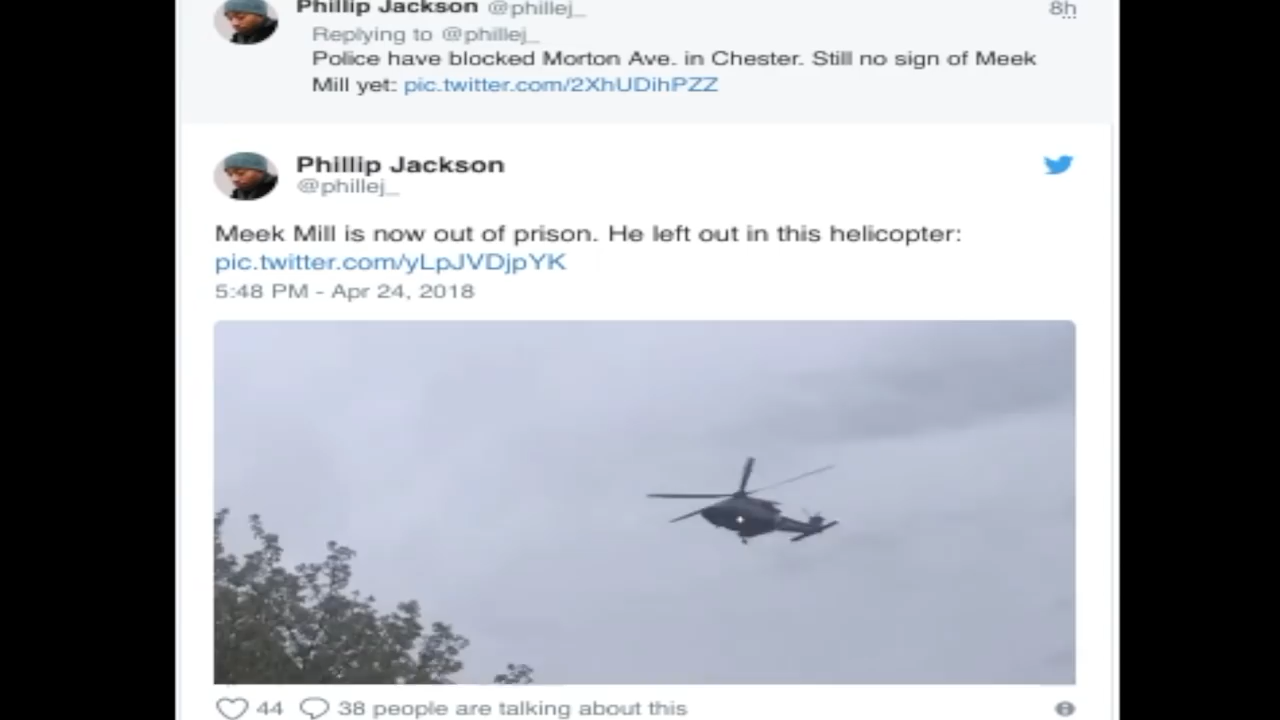 Phillip Jackson @phillej_ 8h
Replying to @phillej_
Police have blocked Morton Ave. in Chester. Still no sign of Meek
Mill yet: pic.twitter.com/2XhUDihPZZ
Phillip Jackson
@phillej_
Meek Mill is now out of prison. He left out in this helicopter:
pic.twitter.com/yLpJVDjpYK
5:48 PM - Apr 24, 2018
44 38 people are talking about this